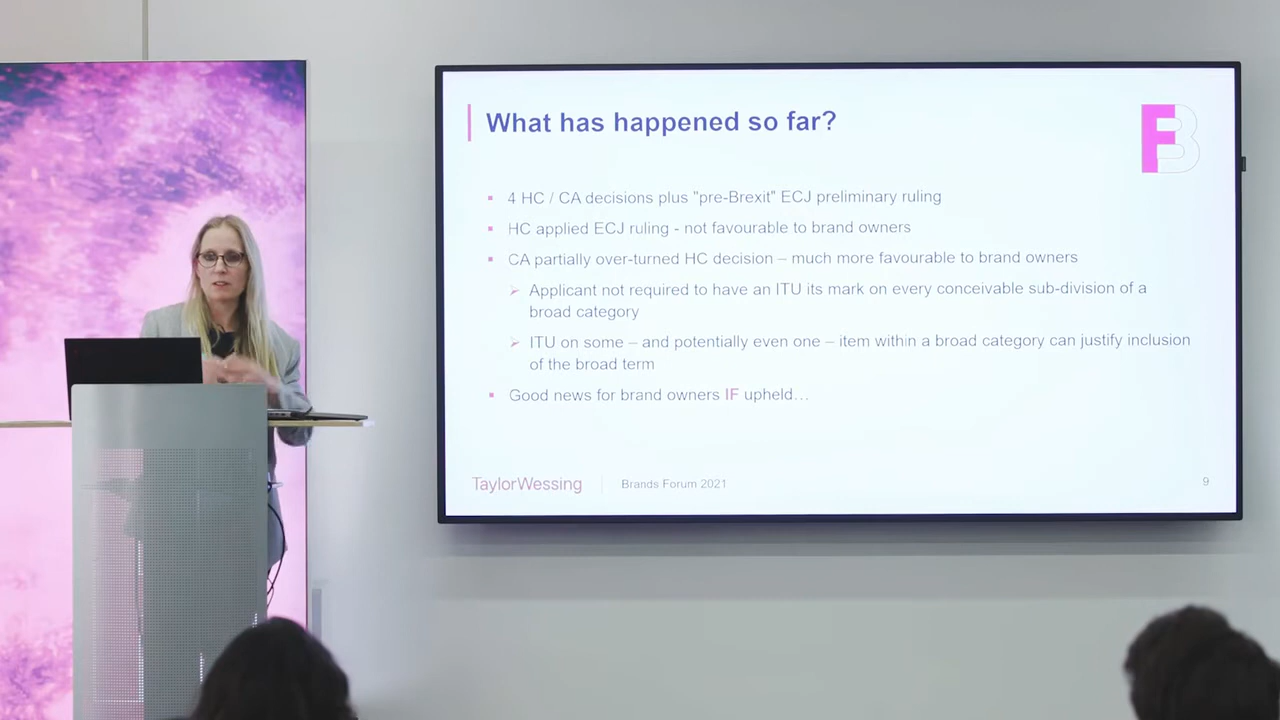 What has happened so far?
FB
4 HC / CA decisions plus "pre-Brexit" ECJ preliminary ruling
HC applied ECJ ruling - not favourable to brand owners
CA partially over-turned HC decision – much more favourable to brand owners
Applicant not required to have an ITU its mark on every conceivable sub-division of a
broad category
ITU on some – and potentially even one – item within a broad category can justify inclusion
of the broad term
Good news for brand owners IF upheld…
TaylorWessing
Brands Forum 2021
9